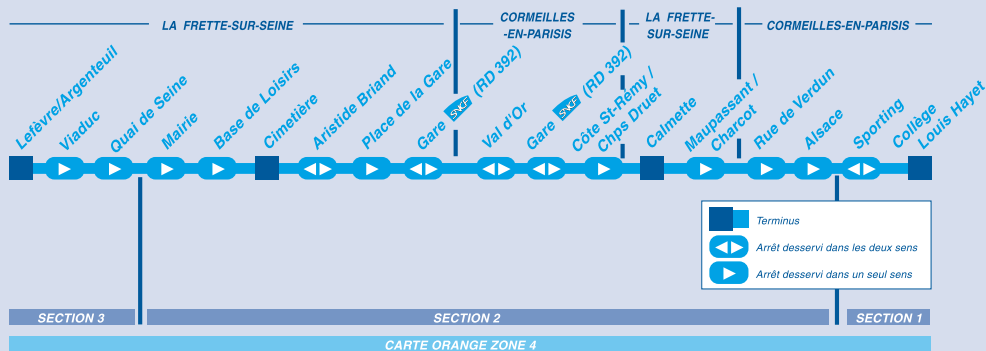 LA FRETTE-SUR-SEINE
CORMEILLES
-EN-PARISIS
LA FRETTE-
SUR-SEINE
CORMEILLES-EN-PARISIS
Lefèvre/Argenteuil
Viaduc
Quai de Seine
Mairie
Base de Loisirs
Cimetière
Aristide Briand
Place de la Gare
Gare SNCF (RD 392)
Val d'Or
Gare SNCF (RD 392)
Côte St-Rémy /
Chps Druet
Calmette
Maupassant /
Charcot
Rue de Verdun
Alsace
Sporting
Collège
Louis Hayet
Terminus
Arrêt desservi dans les deux sens
Arrêt desservi dans un seul sens
SECTION 3
SECTION 2
SECTION 1
CARTE ORANGE ZONE 4